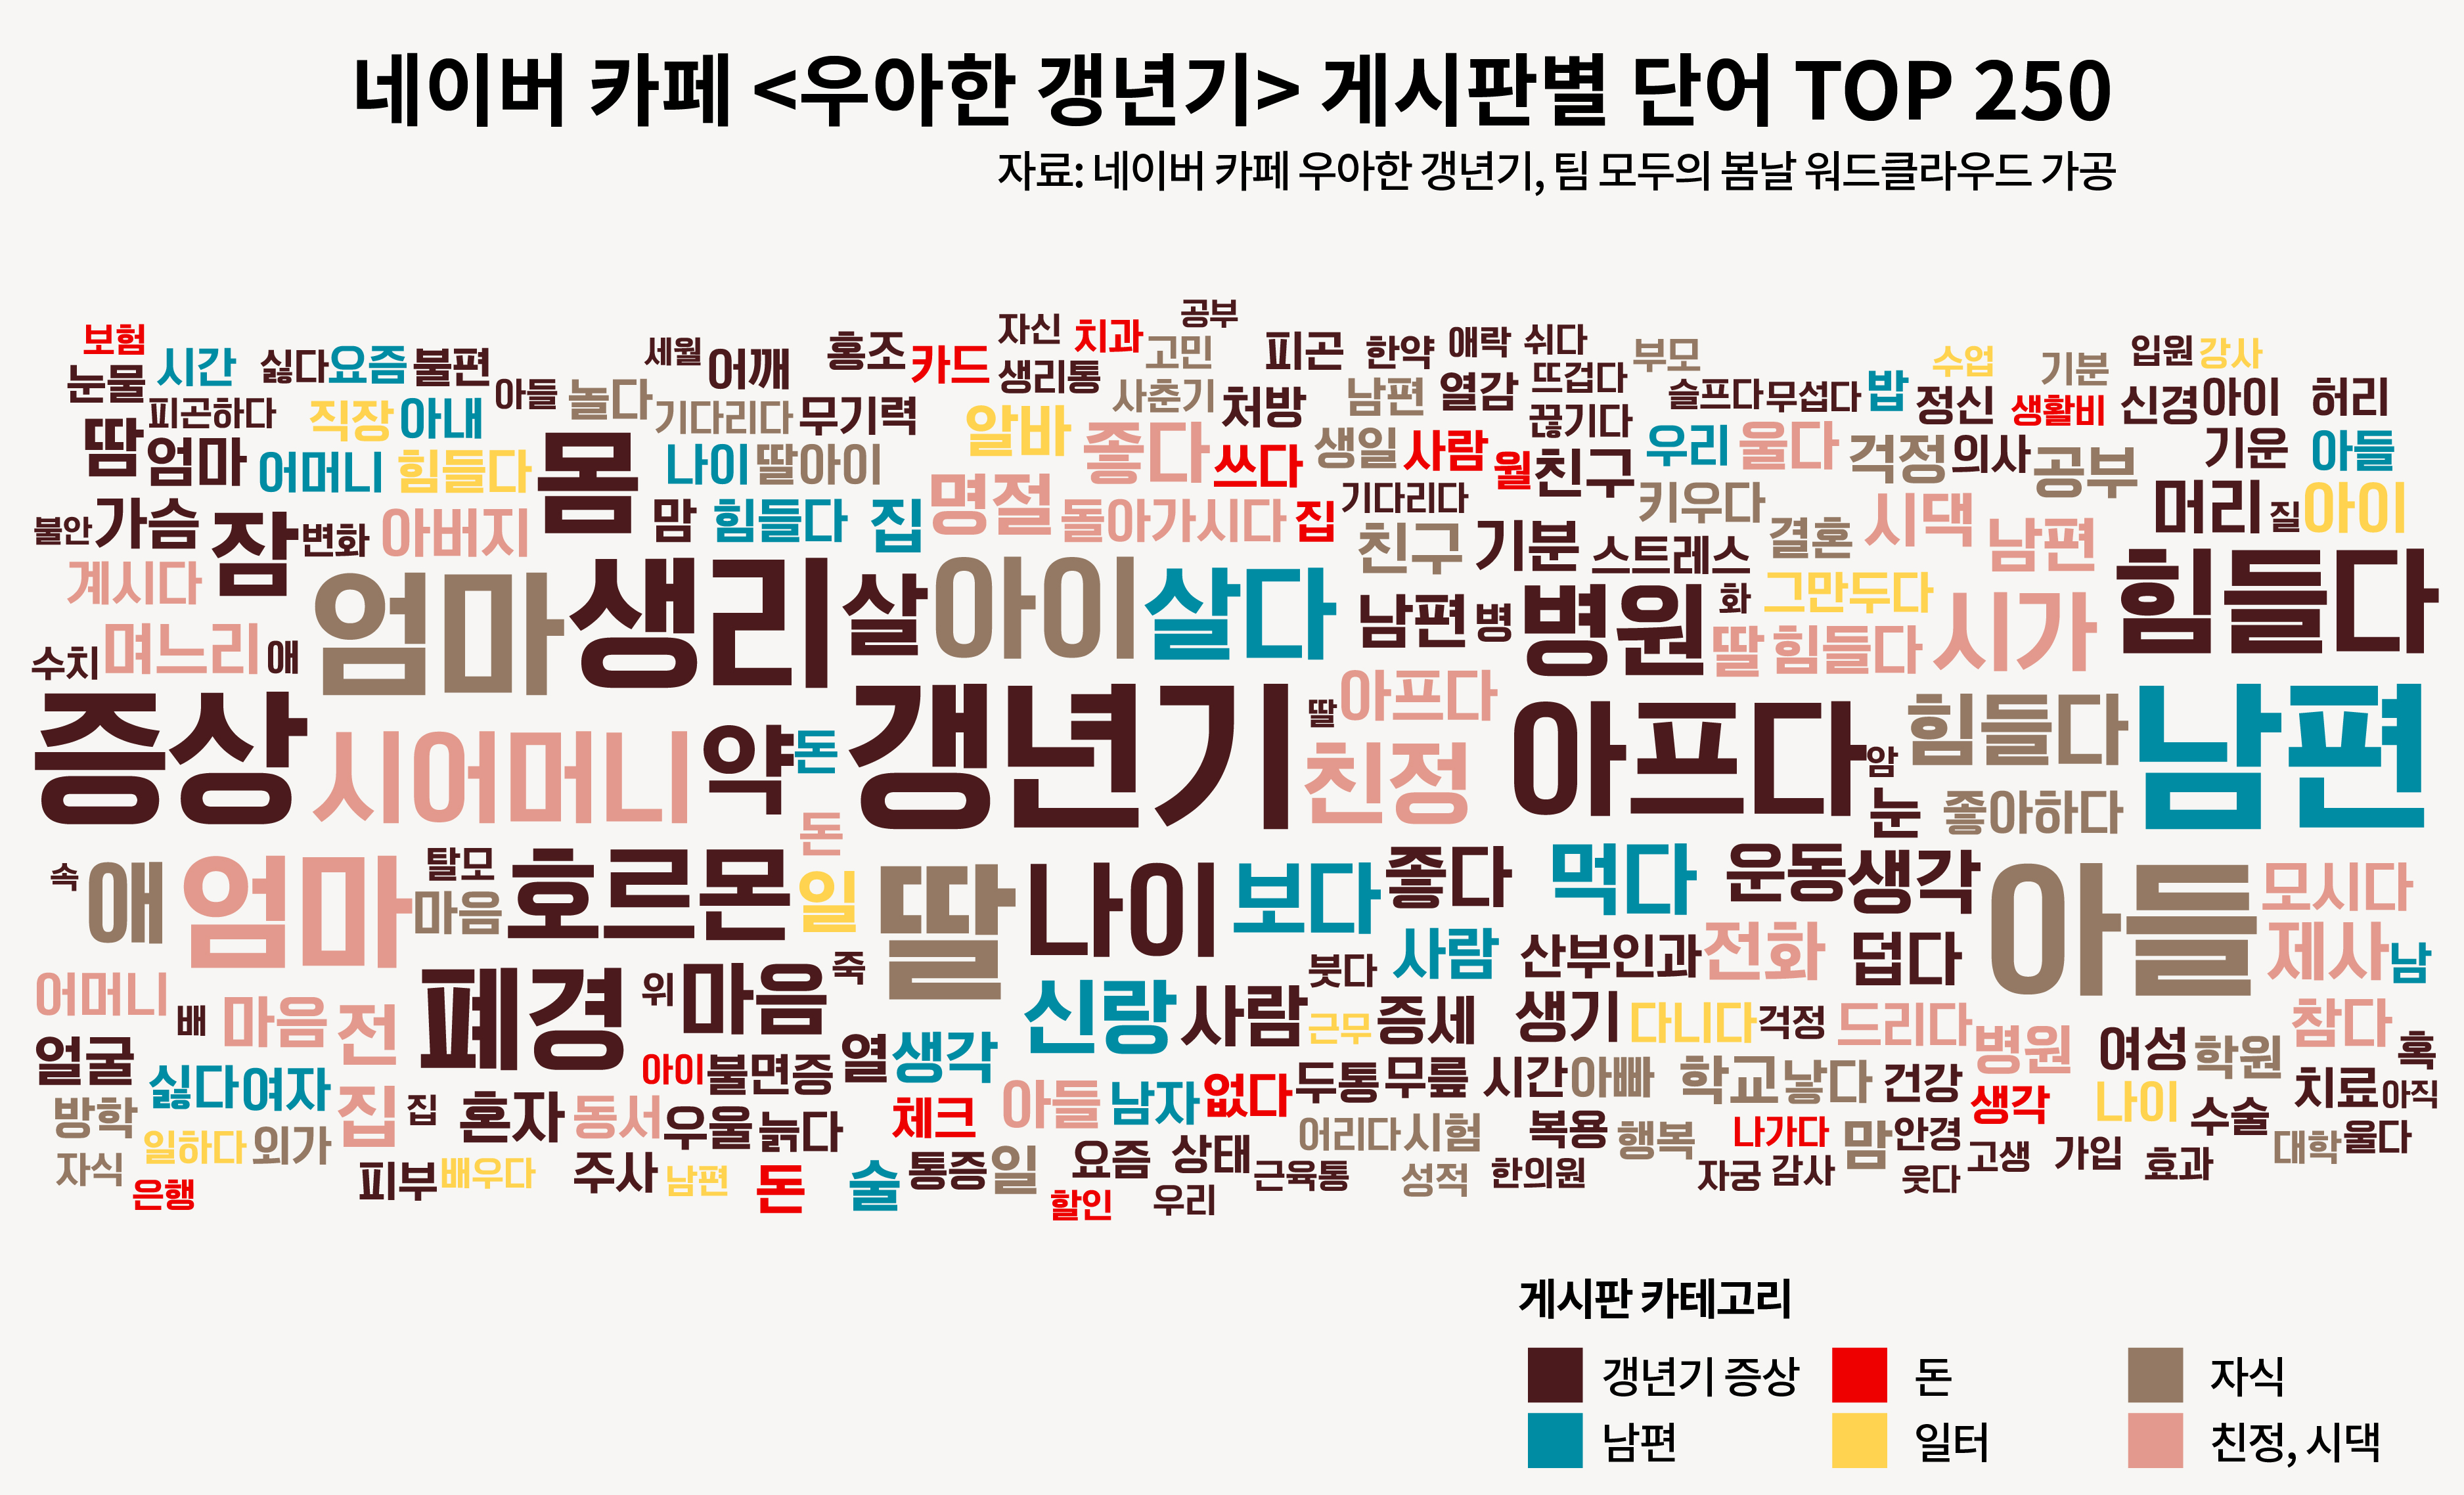 네이버 카페 <우아한 갱년기> 게시판별 단어 TOP 250
자료: 네이버 카페 우아한 갱년기, 팀 모두의 봄날 워드클라우드 가공
자신 치과 공부
보험 시간 싫다 요즘 불편 세월 어깨 홍조 카드 생리통 고민 피곤 한약 애락 쉬다 부모 수업 기분 입원 강사
눈물 피곤하다 직장 아내 아들 놀다 기다리다 무기력 알바 사춘기 처방 남편 열감 뜨겁다 끊기다 슬프다 무섭다 밥 정신 생활비 신경 아이 허리
땀 엄마 어머니 힘들다 몸 나이 딸아이 좋다 쓰다 생일 사람 월 친구 우리 울다 걱정 의사 공부 기운 아들
불안 가슴 잠 변화 아버지 맘 힘들다 집 명절 돌아가시다 집 기다리다 친구 기분 스트레스 키우다 결혼 시댁 남편 머리 질 아이
계시다 엄마 생리 살 아이 살다 남편 병 병원 화 그만두다 딸 힘들다 시가 힘들다
수치 며느리 애
증상 시어머니 약 돈 갱년기 딸 아프다 친정 아프다 암 힘들다 남편
돈 눈 좋아하다
속 애 엄마 탈모 마음 호르몬 일 딸 나이 보다 좋다 먹다 운동 생각 아들 모시다
어머니 배 마음 전 폐경 위 마음 죽 신랑 사람 붓다 사람 산부인과 전화 덥다 제사 남
얼굴 열 생각 근무 증세 생기 다니다 걱정 드리다 병원 여성 학원 참다 혹
방학 싫다 여자 집 집 혼자 동서 아이 불면증 우울 늙다 체크 아들 남자 없다 두통 무릎 시간 아빠 학교 낳다 건강 생각 나이 수술 치료 아직
자식 일하다 외가 피부 배우다 주사 남편 돈 술 통증 일 요즘 상태 근육통 어리다 시험 복용 행복 나가다 맘 안경 고생 가입 효과 대학 울다
은행 할인 우리 성적 한의원 자궁 감사 웃다
게시판 카테고리
갱년기 증상 돈 자식
남편 일터 친정, 시댁